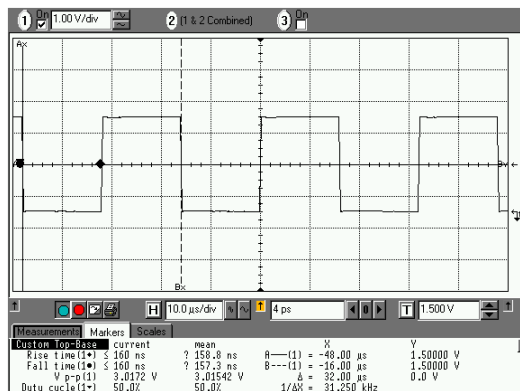 1 On 1.00 V/div 2 (1 & 2 Combined) 3 On
Ax
By
Bx
H 10.0 µs/div 4 ps 0 T 1.500 V
Measurements Markers Scales
Custom Top-Base current mean X Y
Rise time(1♦) ≤ 160 ns ? 158.8 ns A——(1) = -48.00 µs 1.50000 V
Fall time(1•) ≤ 160 ns ? 157.3 ns B---(1) = -16.00 µs 1.50000 V
V p-p(1) 3.0172 V 3.01542 V Δ = 32.00 µs 0.0 V
Duty cycle(1▾) 50.0% 50.0% 1/ΔX = 31.250 kHz